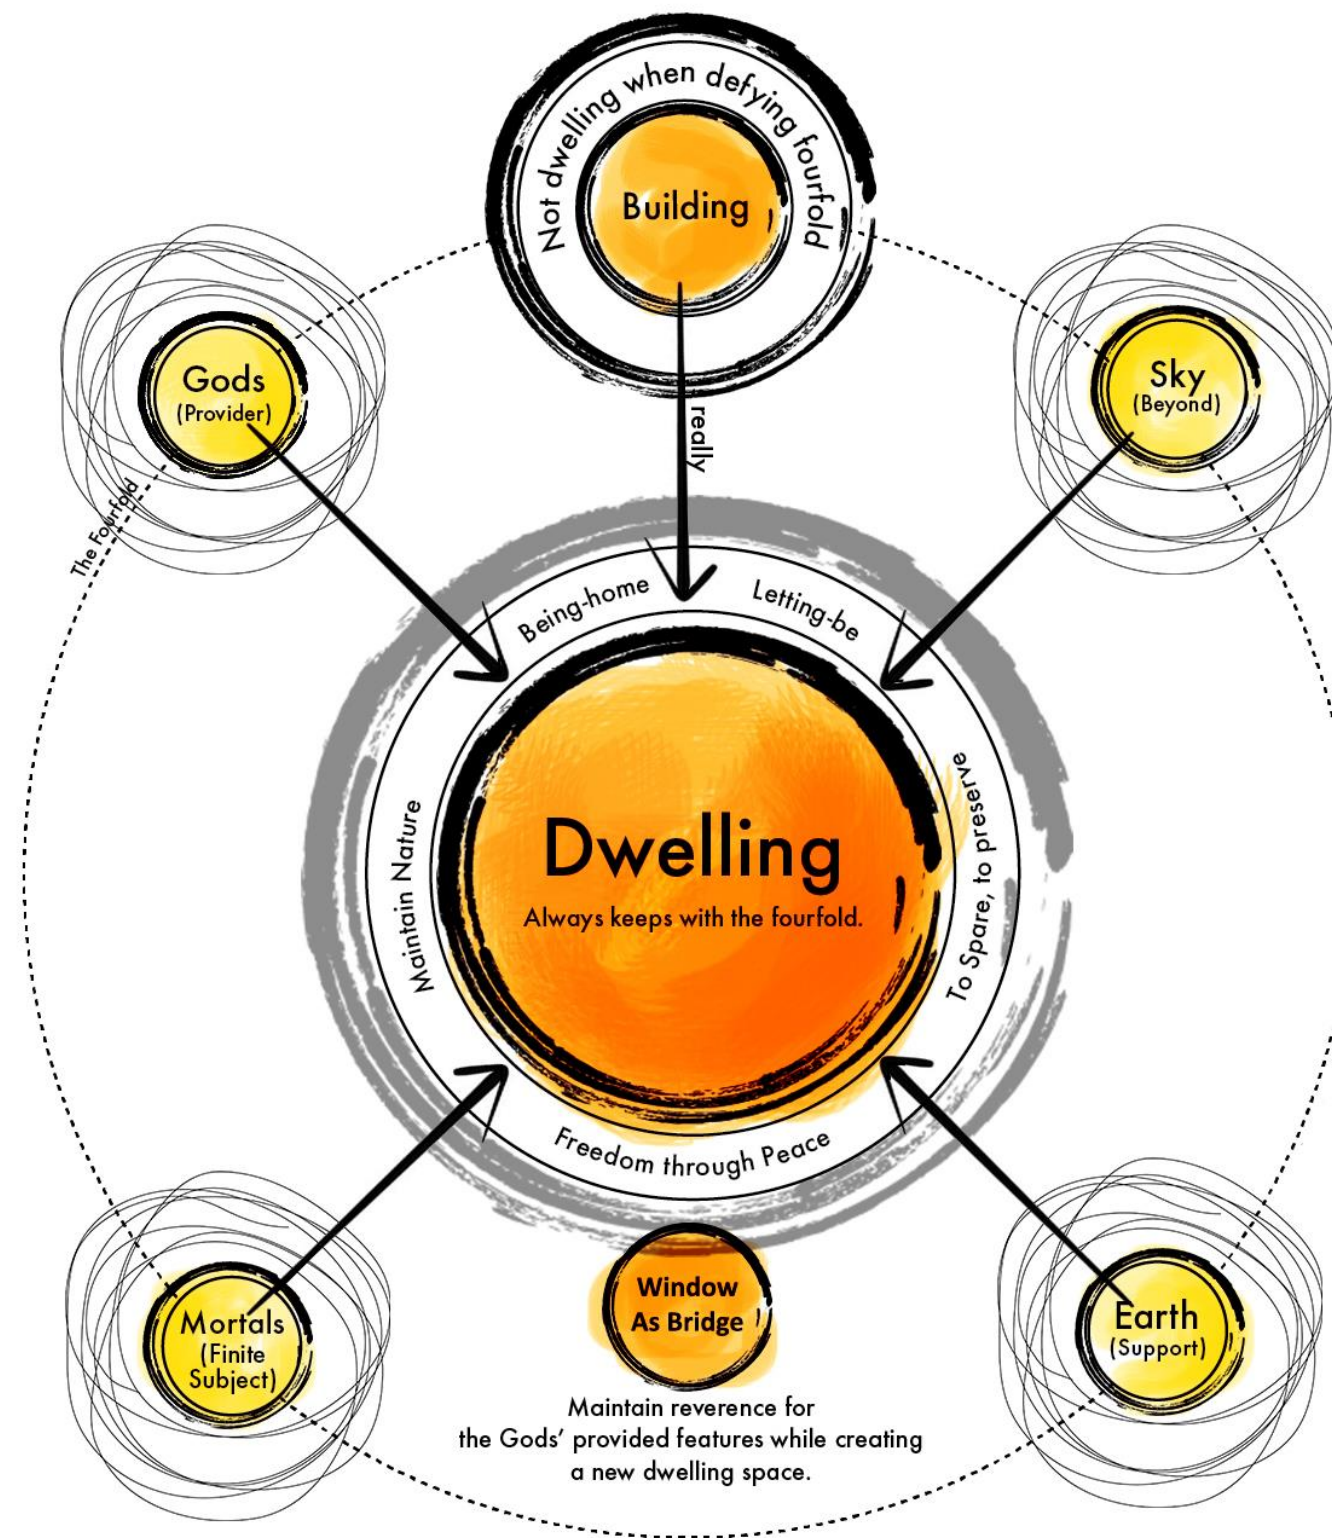 Not dwelling when defying fourfold
Building
Gods
(Provider)
Sky
(Beyond)
really
The Fourfold
Being-home
Letting-be
Maintain Nature
To Spare, to preserve
Dwelling
Always keeps with the fourfold.
Freedom through Peace
Mortals
(Finite
Subject)
Window
As Bridge
Earth
(Support)
Maintain reverence for
the Gods’ provided features while creating
a new dwelling space.